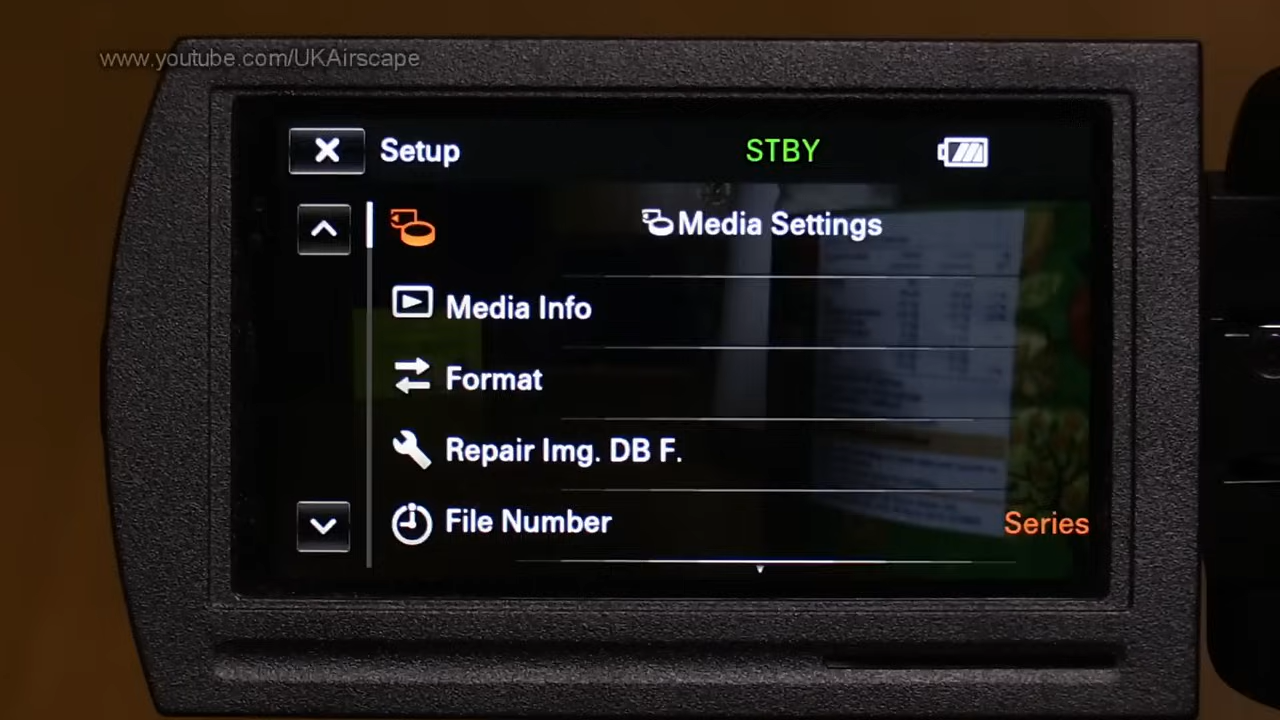 www.youtube.com/UKAirscape
Setup
STBY
Media Settings
Media Info
Format
Repair Img. DB F.
File Number
Series